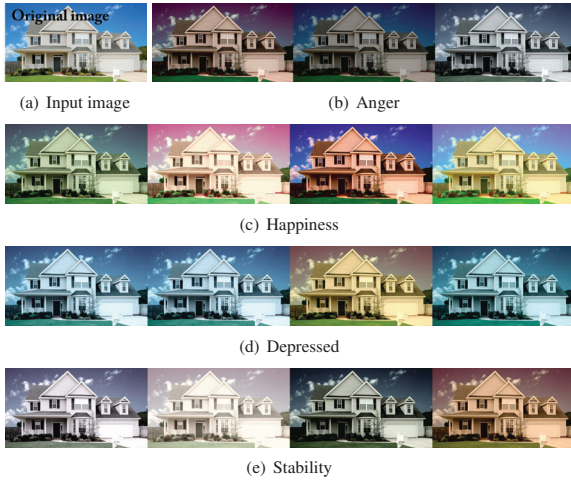 Original image
(a) Input image
(b) Anger
(c) Happiness
(d) Depressed
(e) Stability